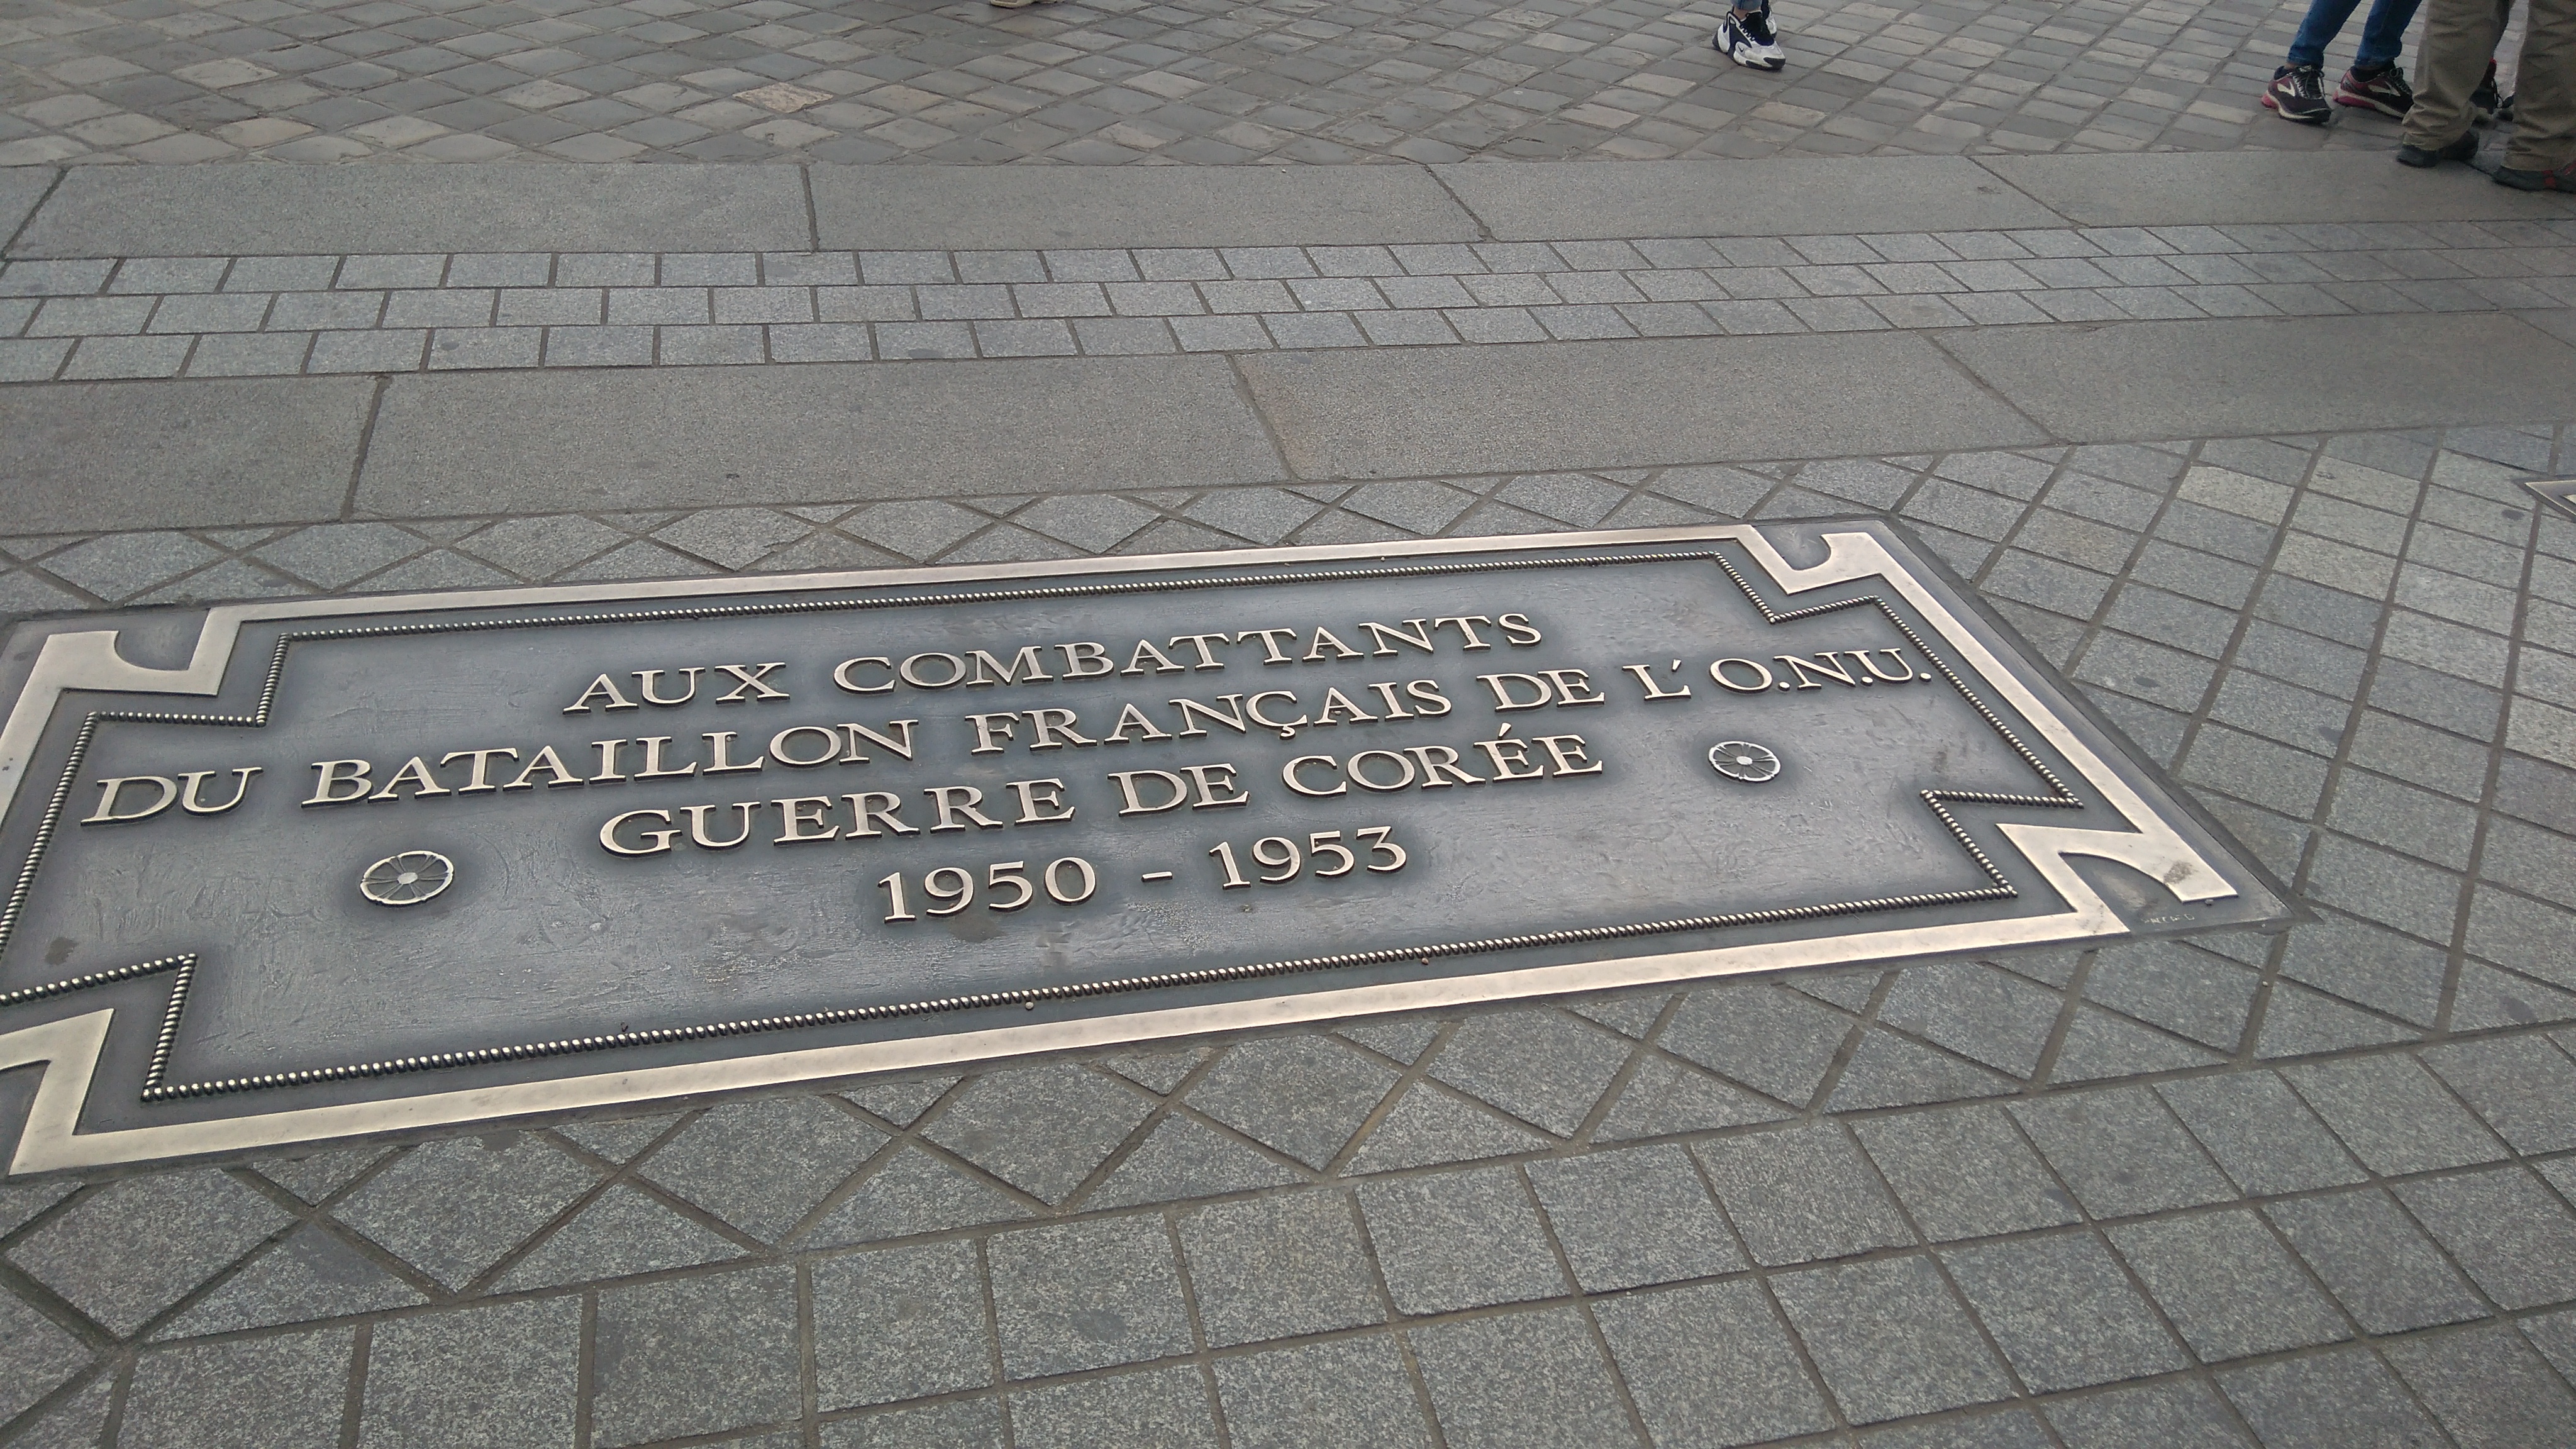 AUX COMBATTANTS
DU BATAILLON FRANÇAIS DE L'O.N.U.
GUERRE DE CORÉE
1950 - 1953